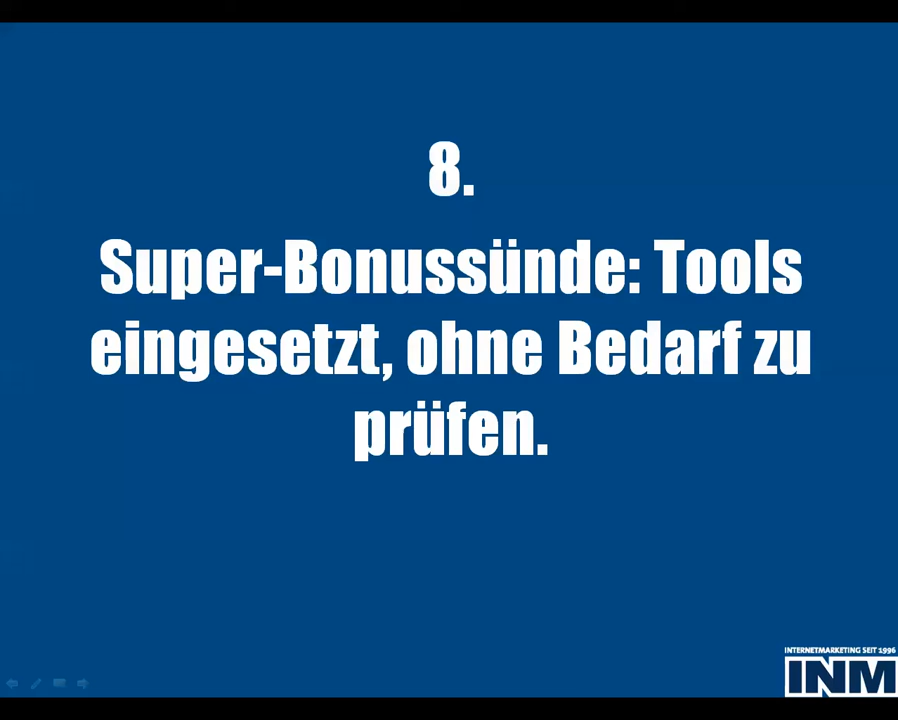 8.
Super-Bonussünde: Tools
eingesetzt, ohne Bedarf zu
prüfen.
INTERNETMARKETING SEIT 1996
INM